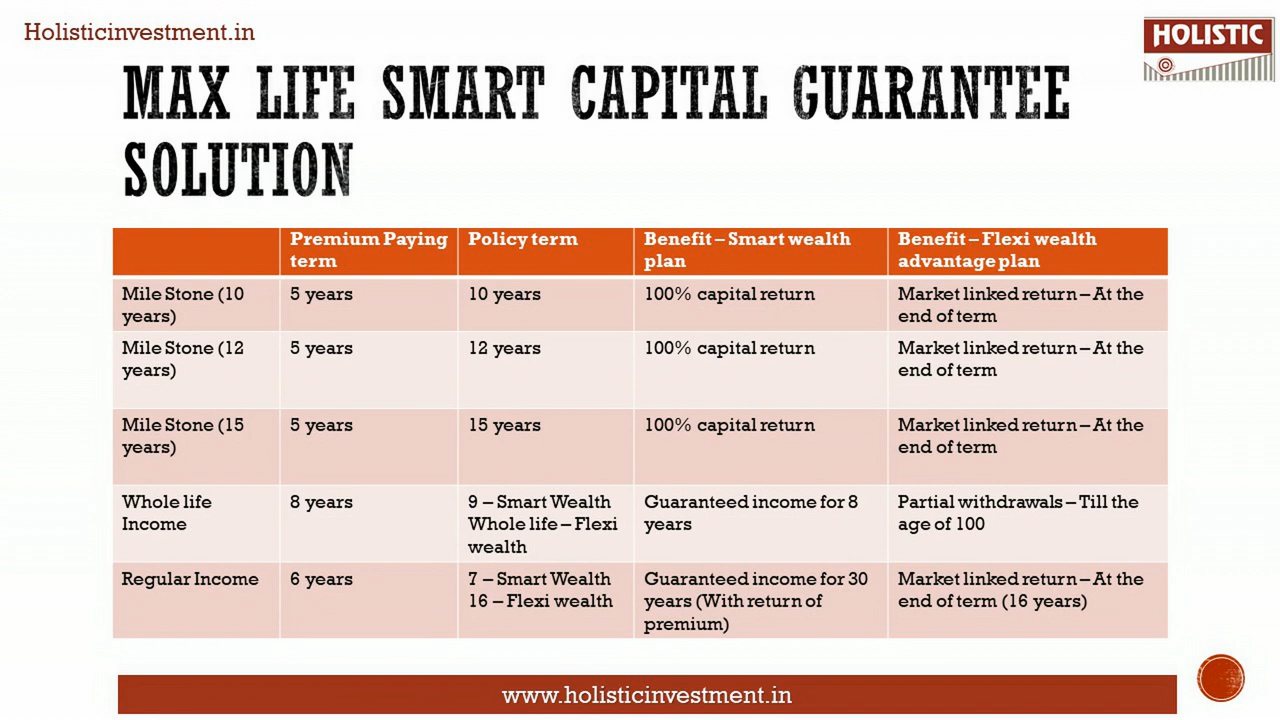 Holisticinvestment.in
HOLISTIC
MAX LIFE SMART CAPITAL GUARANTEE
SOLUTION
Premium Paying term
Policy term
Benefit – Smart wealth plan
Benefit – Flexi wealth advantage plan
Mile Stone (10 years)
5 years
10 years
100% capital return
Market linked return – At the end of term
Mile Stone (12 years)
5 years
12 years
100% capital return
Market linked return – At the end of term
Mile Stone (15 years)
5 years
15 years
100% capital return
Market linked return – At the end of term
Whole life Income
8 years
9 – Smart Wealth
Whole life – Flexi wealth
Guaranteed income for 8 years
Partial withdrawals – Till the age of 100
Regular Income
6 years
7 – Smart Wealth
16 – Flexi wealth
Guaranteed income for 30 years (With return of premium)
Market linked return – At the end of term (16 years)
www.holisticinvestment.in